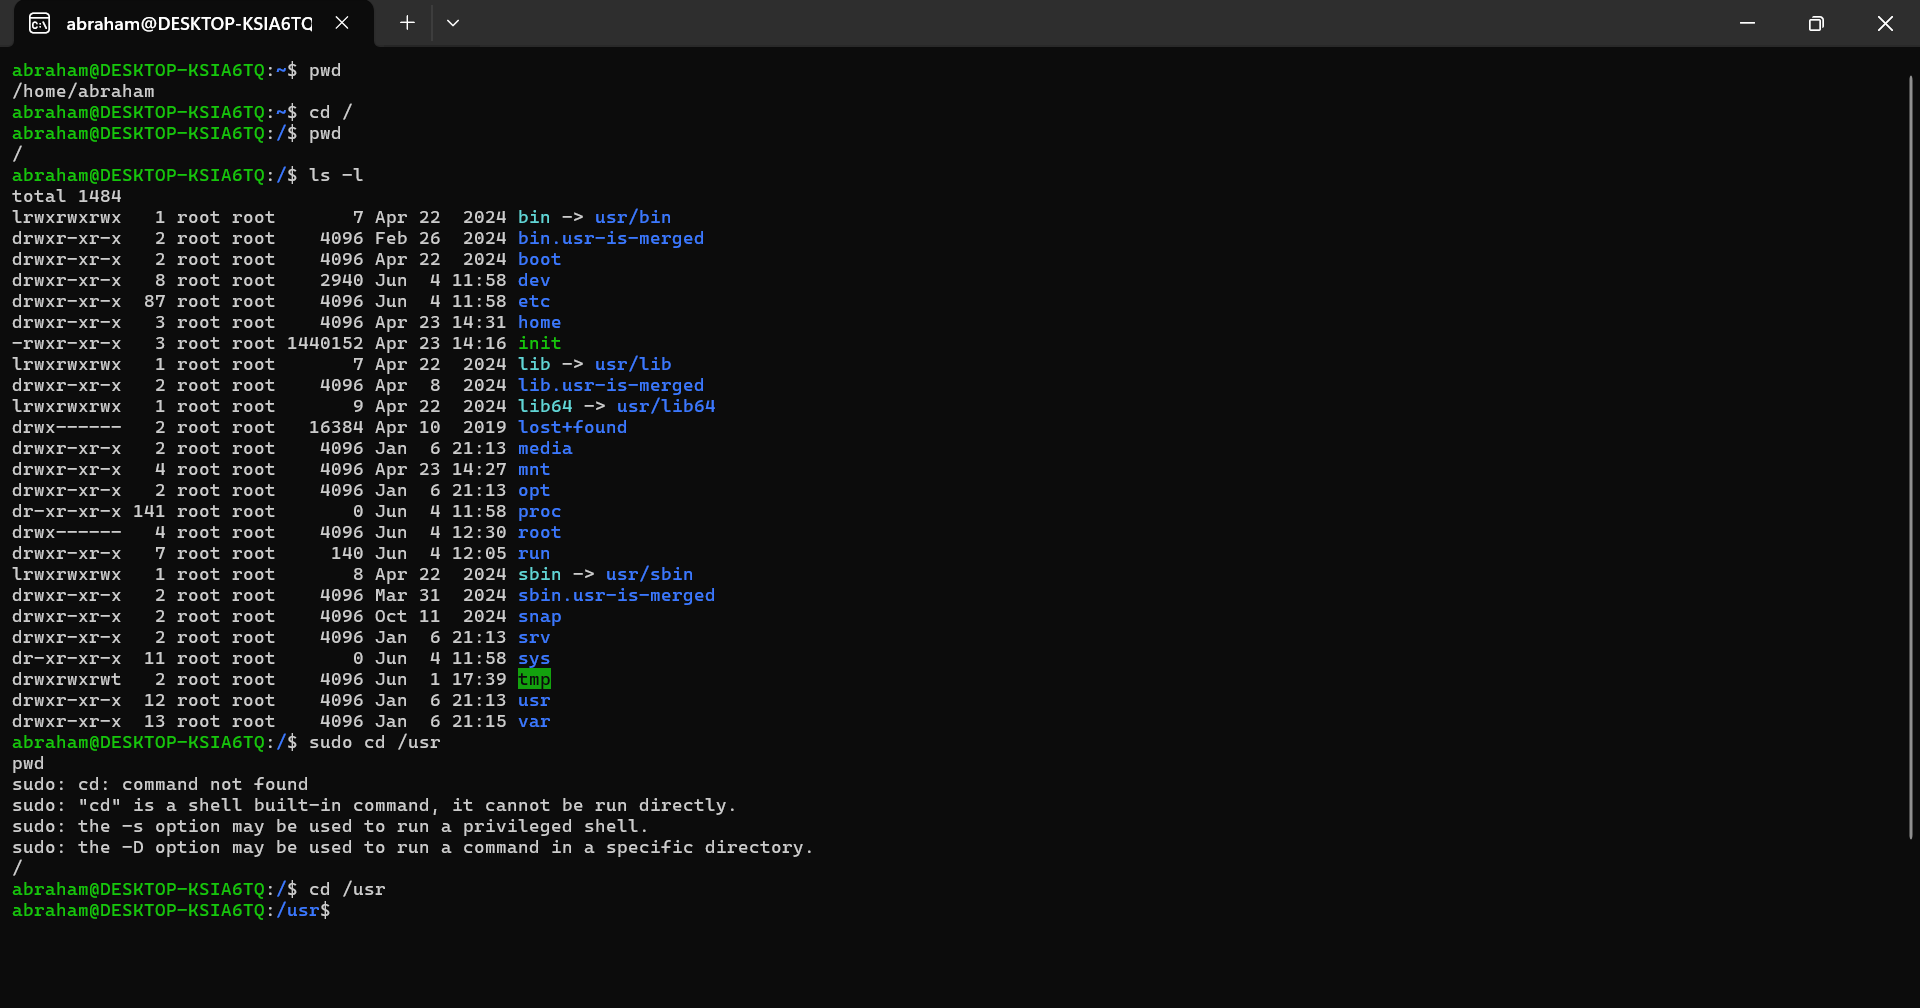 abraham@DESKTOP-KSIA6TQ
abraham@DESKTOP-KSIA6TQ:~$ pwd
/home/abraham
abraham@DESKTOP-KSIA6TQ:~$ cd /
abraham@DESKTOP-KSIA6TQ:/$ pwd
/
abraham@DESKTOP-KSIA6TQ:/$ ls -l
total 1484
lrwxrwxrwx   1 root root       7 Apr 22  2024 bin -> usr/bin
drwxr-xr-x   2 root root    4096 Feb 26  2024 bin.usr-is-merged
drwxr-xr-x   2 root root    4096 Apr 22  2024 boot
drwxr-xr-x   8 root root    2940 Jun  4 11:58 dev
drwxr-xr-x  87 root root    4096 Jun  4 11:58 etc
drwxr-xr-x   3 root root    4096 Apr 23 14:31 home
-rwxr-xr-x   3 root root 1440152 Apr 23 14:16 init
lrwxrwxrwx   1 root root       7 Apr 22  2024 lib -> usr/lib
drwxr-xr-x   2 root root    4096 Apr  8  2024 lib.usr-is-merged
lrwxrwxrwx   1 root root       9 Apr 22  2024 lib64 -> usr/lib64
drwx------   2 root root   16384 Apr 10  2019 lost+found
drwxr-xr-x   2 root root    4096 Jan  6 21:13 media
drwxr-xr-x   4 root root    4096 Apr 23 14:27 mnt
drwxr-xr-x   2 root root    4096 Jan  6 21:13 opt
dr-xr-xr-x 141 root root       0 Jun  4 11:58 proc
drwx------   4 root root    4096 Jun  4 12:30 root
drwxr-xr-x   7 root root     140 Jun  4 12:05 run
lrwxrwxrwx   1 root root       8 Apr 22  2024 sbin -> usr/sbin
drwxr-xr-x   2 root root    4096 Mar 31  2024 sbin.usr-is-merged
drwxr-xr-x   2 root root    4096 Oct 11  2024 snap
drwxr-xr-x   2 root root    4096 Jan  6 21:13 srv
dr-xr-xr-x  11 root root       0 Jun  4 11:58 sys
drwxrwxrwt   2 root root    4096 Jun  1 17:39 tmp
drwxr-xr-x  12 root root    4096 Jan  6 21:13 usr
drwxr-xr-x  13 root root    4096 Jan  6 21:15 var
abraham@DESKTOP-KSIA6TQ:/$ sudo cd /usr
pwd
sudo: cd: command not found
sudo: "cd" is a shell built-in command, it cannot be run directly.
sudo: the -s option may be used to run a privileged shell.
sudo: the -D option may be used to run a command in a specific directory.
/
abraham@DESKTOP-KSIA6TQ:/$ cd /usr
abraham@DESKTOP-KSIA6TQ:/usr$